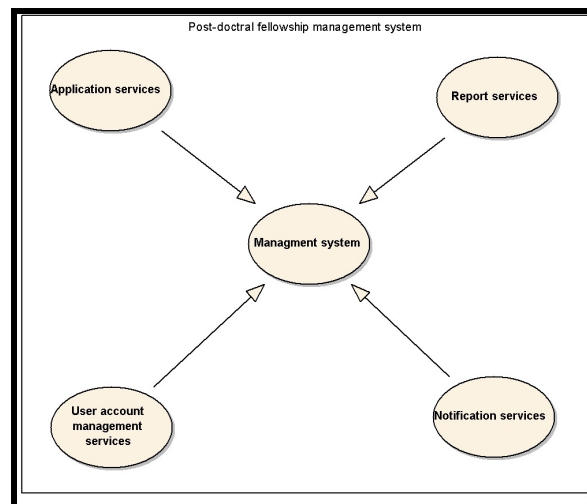 Post-doctral fellowship management system
Application services
Report services
Managment system
User account
management
services
Notification services